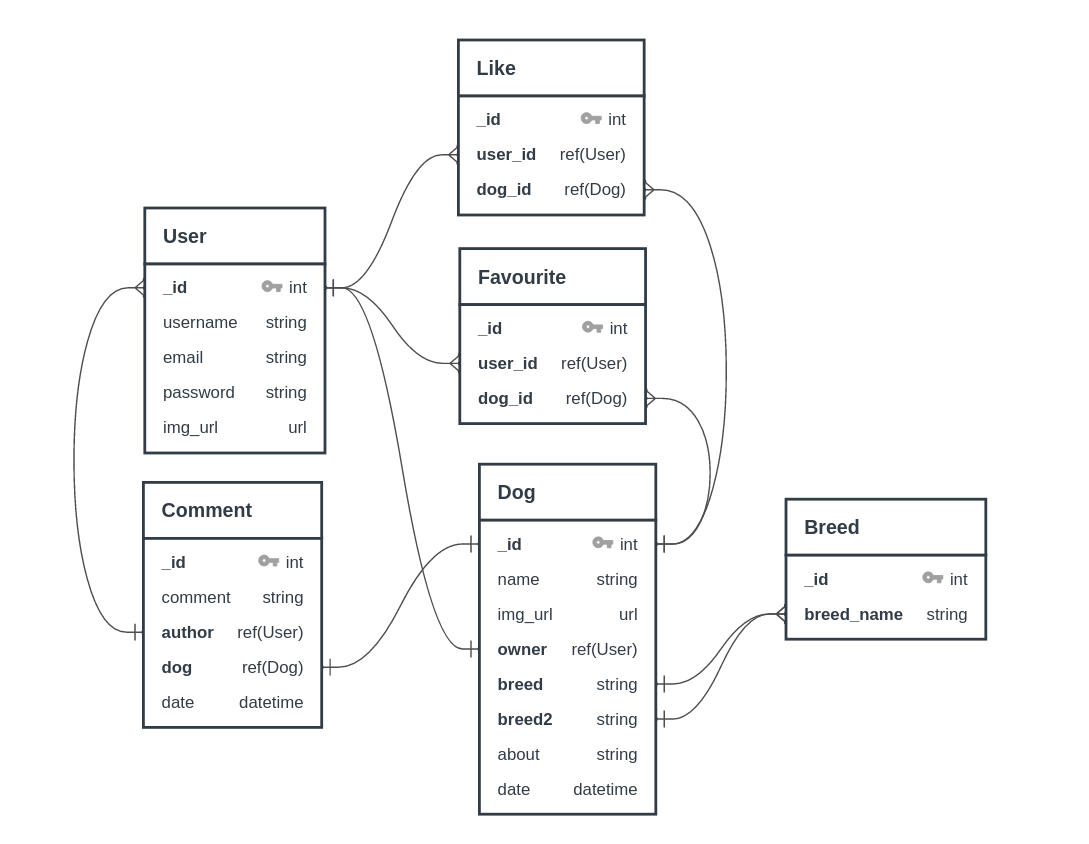 Like
_id int
user_id ref(User)
dog_id ref(Dog)
User
_id int
username string
email string
password string
img_url url
Favourite
_id int
user_id ref(User)
dog_id ref(Dog)
Comment
_id int
comment string
author ref(User)
dog ref(Dog)
date datetime
Dog
_id int
name string
img_url url
owner ref(User)
breed string
breed2 string
about string
date datetime
Breed
_id int
breed_name string